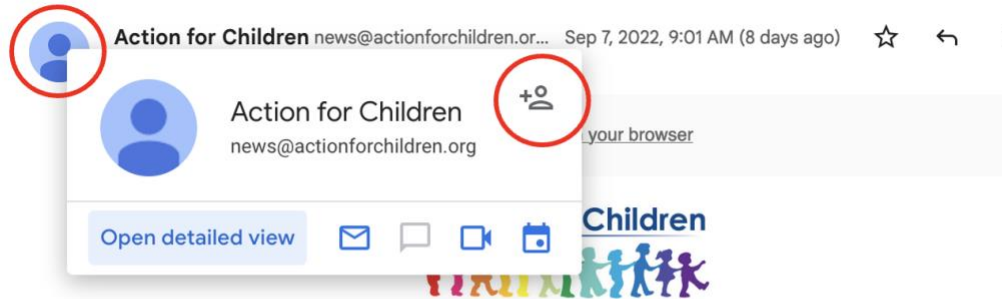 Action for Children news@actionforchildren.or... Sep 7, 2022, 9:01 AM (8 days ago)
Action for Children
news@actionforchildren.org
your browser
Open detailed view
Children